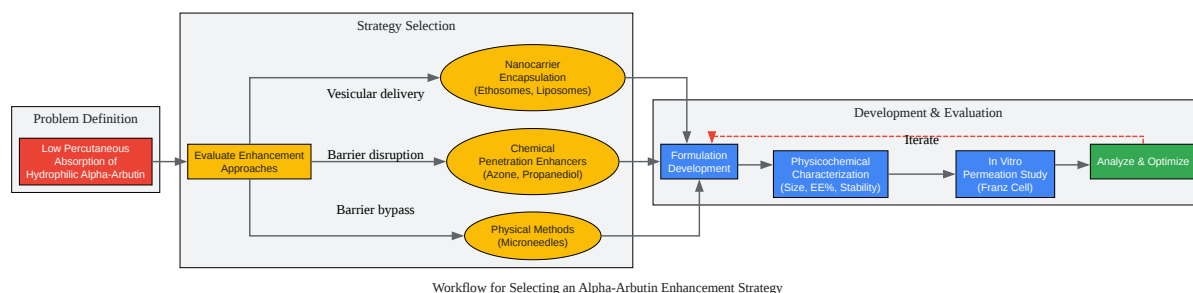 Strategy Selection
Problem Definition
Low Percutaneous
Absorption of
Hydrophilic Alpha-Arbutin
Evaluate Enhancement
Approaches
Vesicular delivery
Barrier disruption
Barrier bypass
Nanocarrier
Encapsulation
(Ethosomes, Liposomes)
Chemical
Penetration Enhancers
(Azone, Propanediol)
Physical Methods
(Microneedles)
Development & Evaluation
Iterate
Formulation
Development
Physicochemical
Characterization
(Size, EE%, Stability)
In Vitro
Permeation Study
(Franz Cell)
Analyze & Optimize
Workflow for Selecting an Alpha-Arbutin Enhancement Strategy